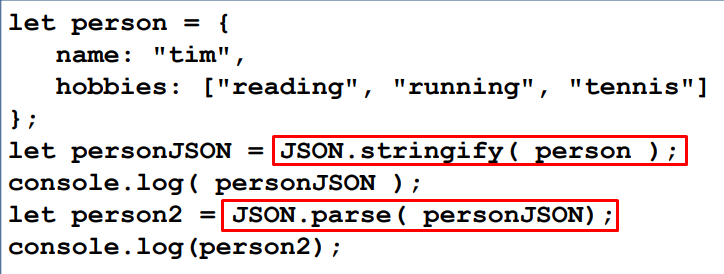 let person = {
   name: "tim",
   hobbies: ["reading", "running", "tennis"]
};
let personJSON = JSON.stringify( person );
console.log( personJSON );
let person2 = JSON.parse( personJSON);
console.log(person2);